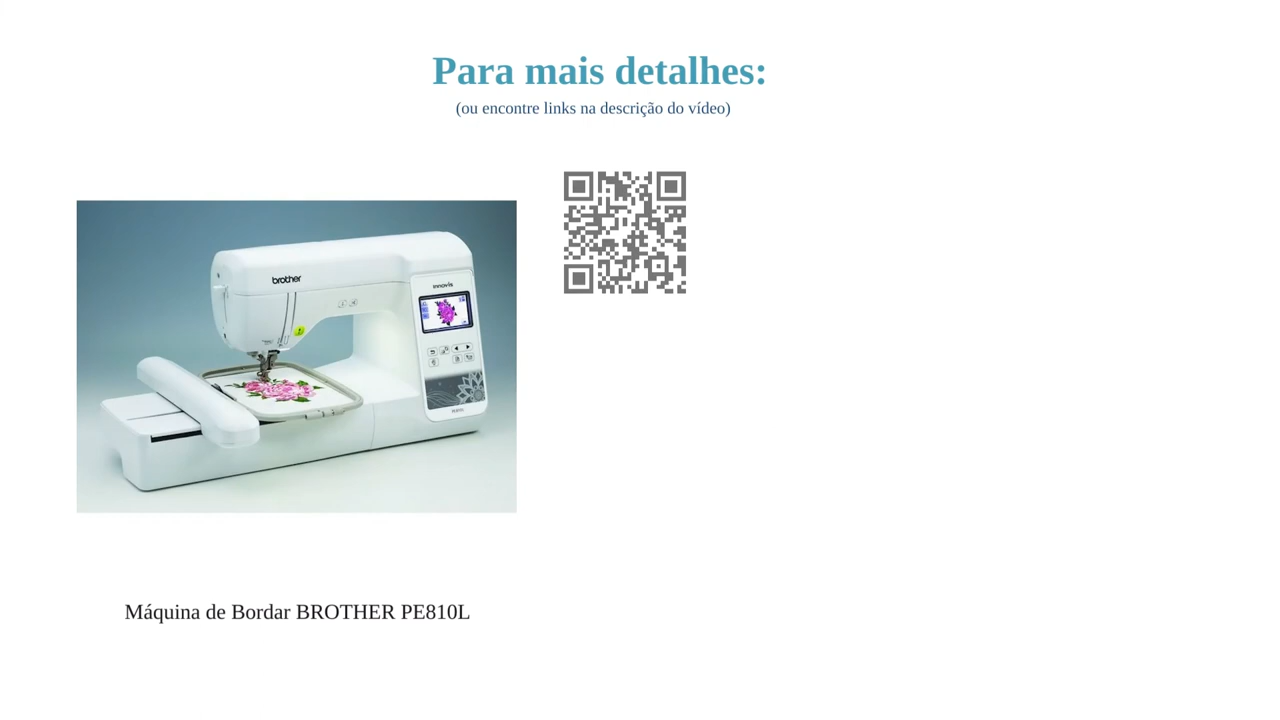 Para mais detalhes:
(ou encontre links na descrição do vídeo)
brother
innovis
Máquina de Bordar BROTHER PE810L